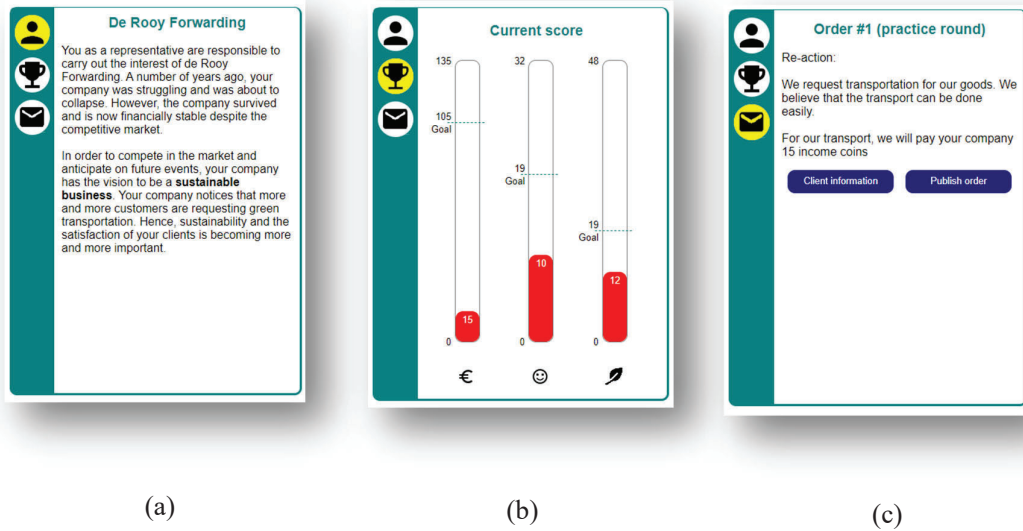 De Rooy Forwarding
You as a representative are responsible to
carry out the interest of de Rooy
Forwarding. A number of years ago, your
company was struggling and was about to
collapse. However, the company survived
and is now financially stable despite the
competitive market.
In order to compete in the market and
anticipate on future events, your company
has the vision to be a sustainable
business. Your company notices that more
and more customers are requesting green
transportation. Hence, sustainability and the
satisfaction of your clients is becoming more
and more important.
(a)
Current score
135
32
48
105
Goal
19
Goal
19
Goal
15
10
12
0
0
0
€
(b)
Order #1 (practice round)
Re-action:
We request transportation for our goods. We
believe that the transport can be done
easily.
For our transport, we will pay your company
15 income coins
Client information
Publish order
(c)